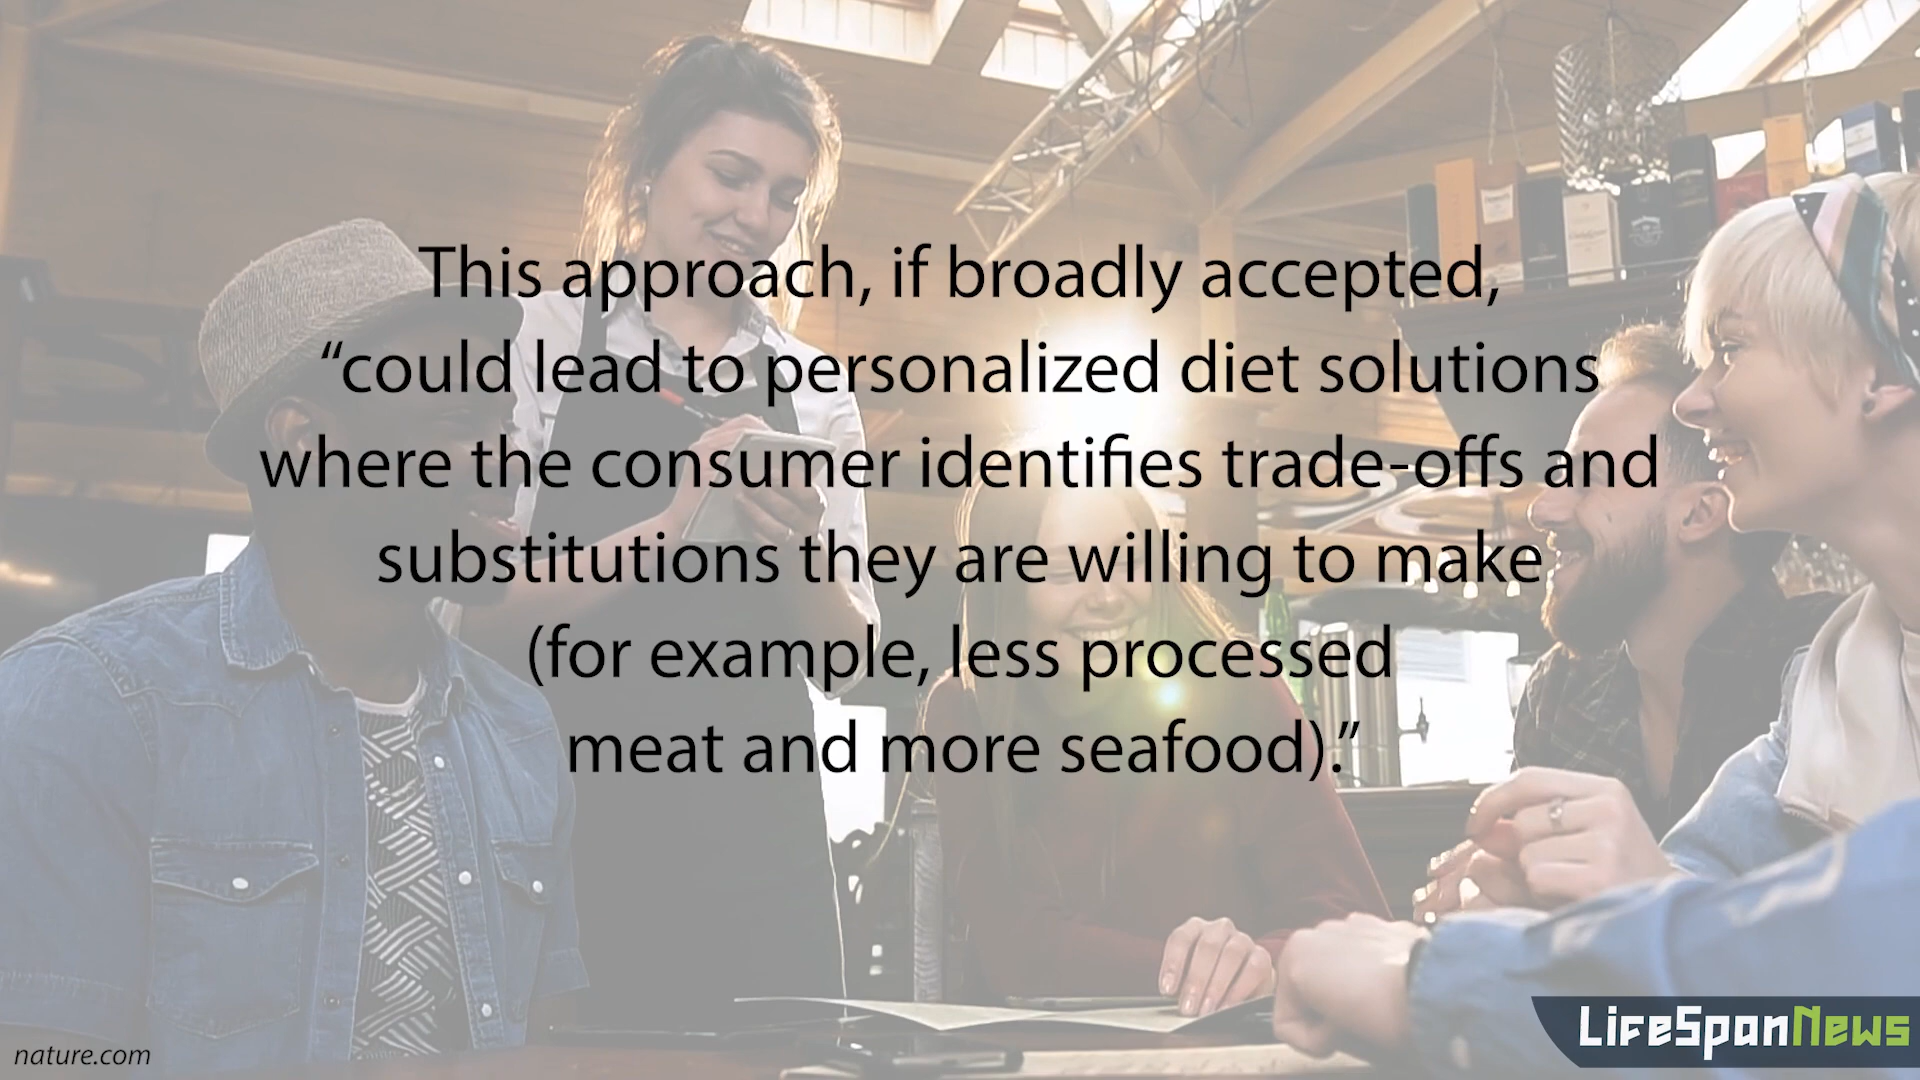 This approach, if broadly accepted,
“could lead to personalized diet solutions
where the consumer identifies trade-offs and
substitutions they are willing to make
(for example, less processed
meat and more seafood).”
nature.com
LifeSpanNews